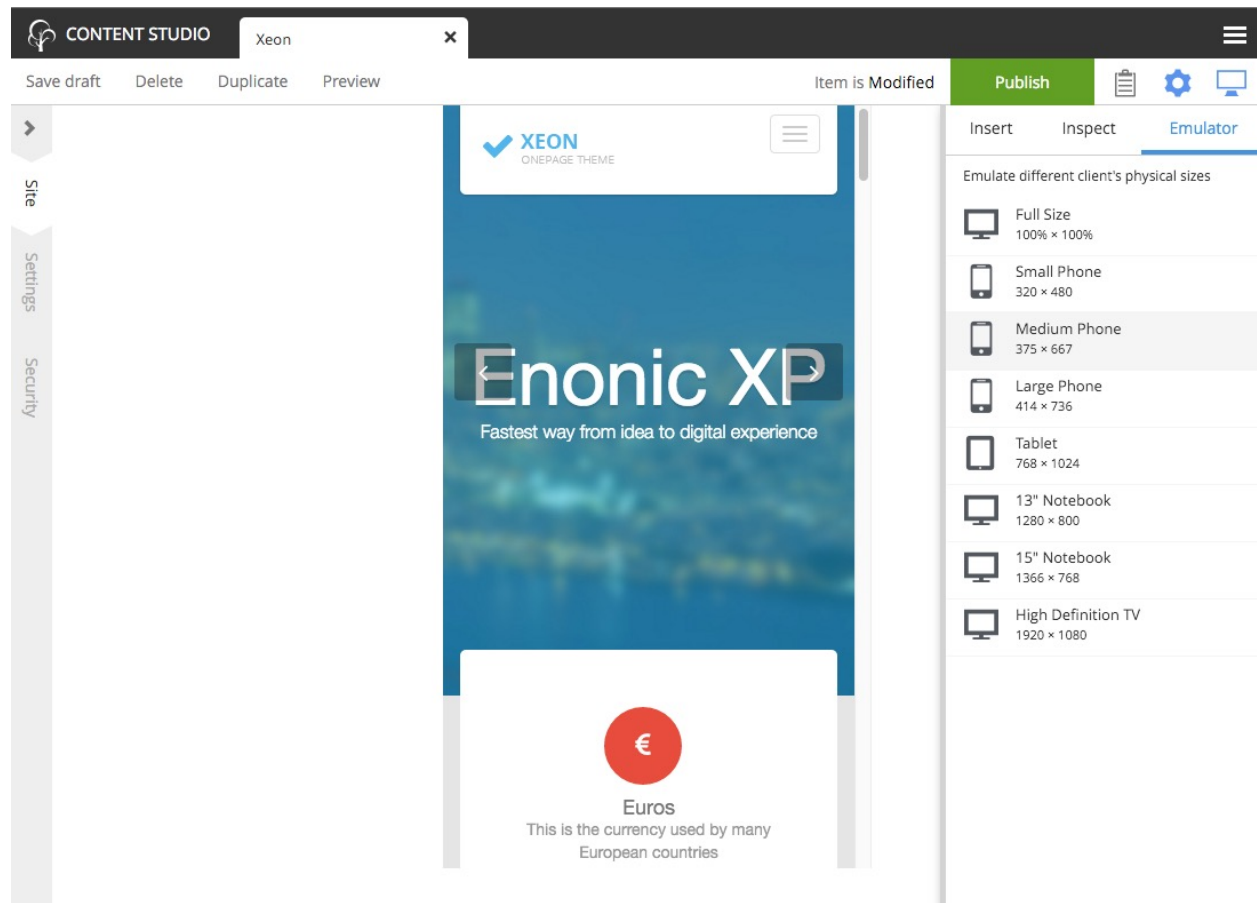 CONTENT STUDIO
Xeon
Save draft Delete Duplicate Preview
Item is Modified
Publish
Site
Settings
Security
XEON
ONEPAGE THEME
Enonic XP
Fastest way from idea to digital experience
€
Euros
This is the currency used by many
European countries
Insert Inspect Emulator
Emulate different client's physical sizes
Full Size
100% × 100%
Small Phone
320 × 480
Medium Phone
375 × 667
Large Phone
414 × 736
Tablet
768 × 1024
13" Notebook
1280 × 800
15" Notebook
1366 × 768
High Definition TV
1920 × 1080